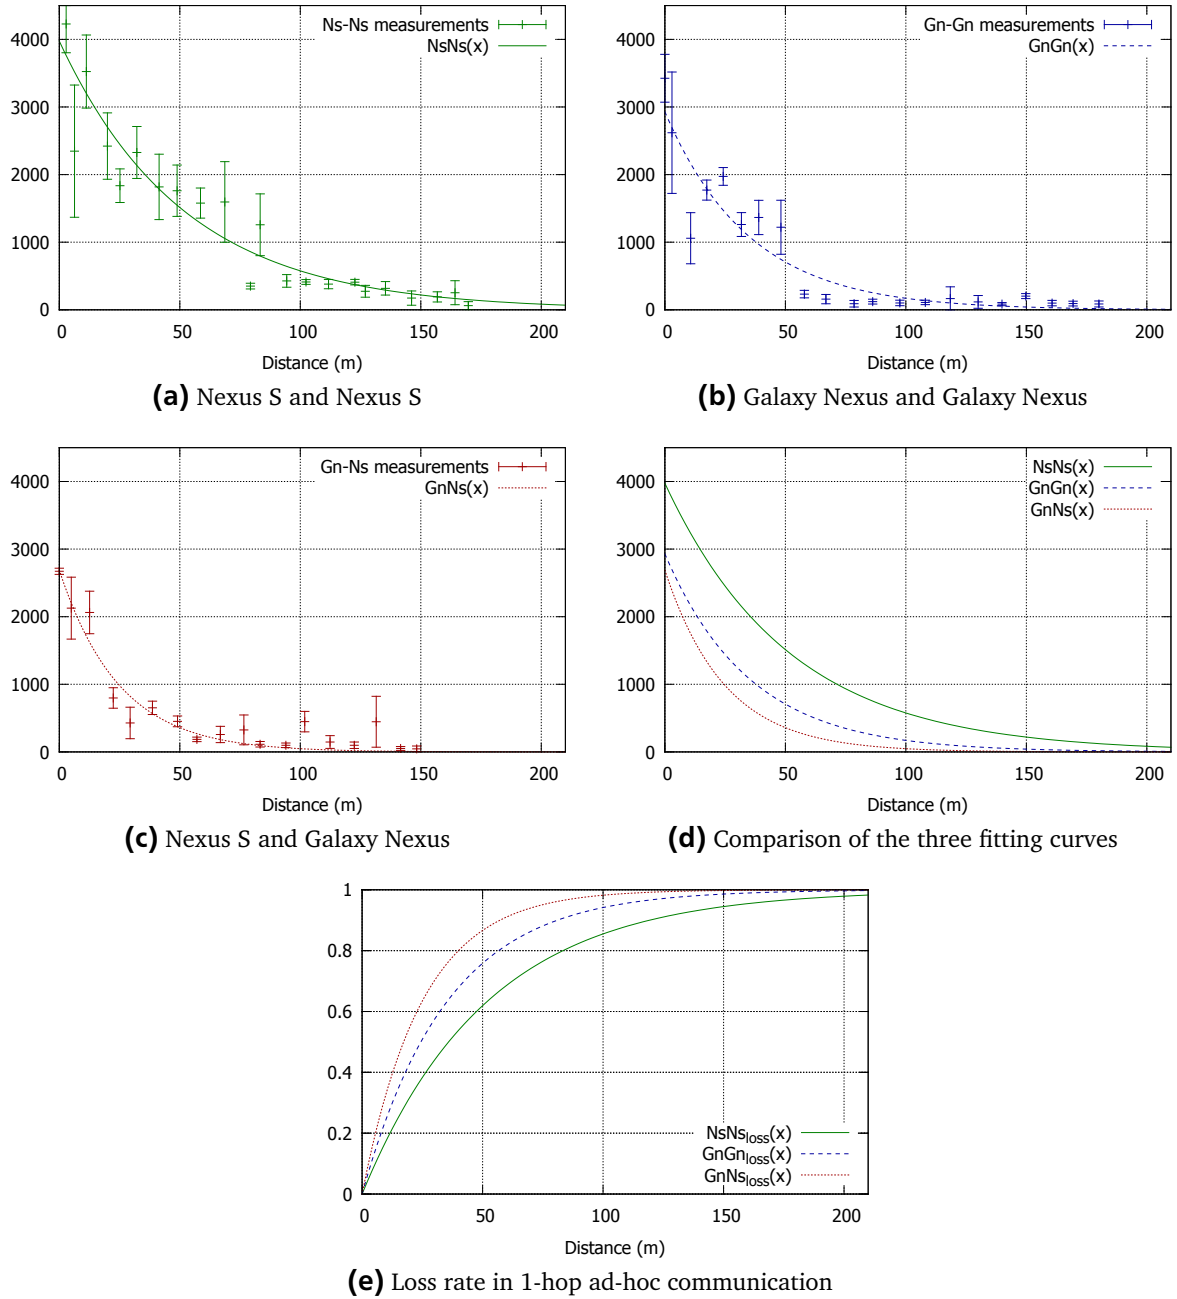 Ns-Ns measurements
NsNs(x)
4000
3000
2000
1000
0
0 50 100 150 200
Distance (m)
(a) Nexus S and Nexus S
Gn-Gn measurements
GnGn(x)
4000
3000
2000
1000
0
0 50 100 150 200
Distance (m)
(b) Galaxy Nexus and Galaxy Nexus
Gn-Ns measurements
GnNs(x)
4000
3000
2000
1000
0
0 50 100 150 200
Distance (m)
(c) Nexus S and Galaxy Nexus
NsNs(x)
GnGn(x)
GnNs(x)
4000
3000
2000
1000
0
0 50 100 150 200
Distance (m)
(d) Comparison of the three fitting curves
1
0.8
0.6
0.4
0.2
0
NsNsloss(x)
GnGnloss(x)
GnNsloss(x)
0 50 100 150 200
Distance (m)
(e) Loss rate in 1-hop ad-hoc communication